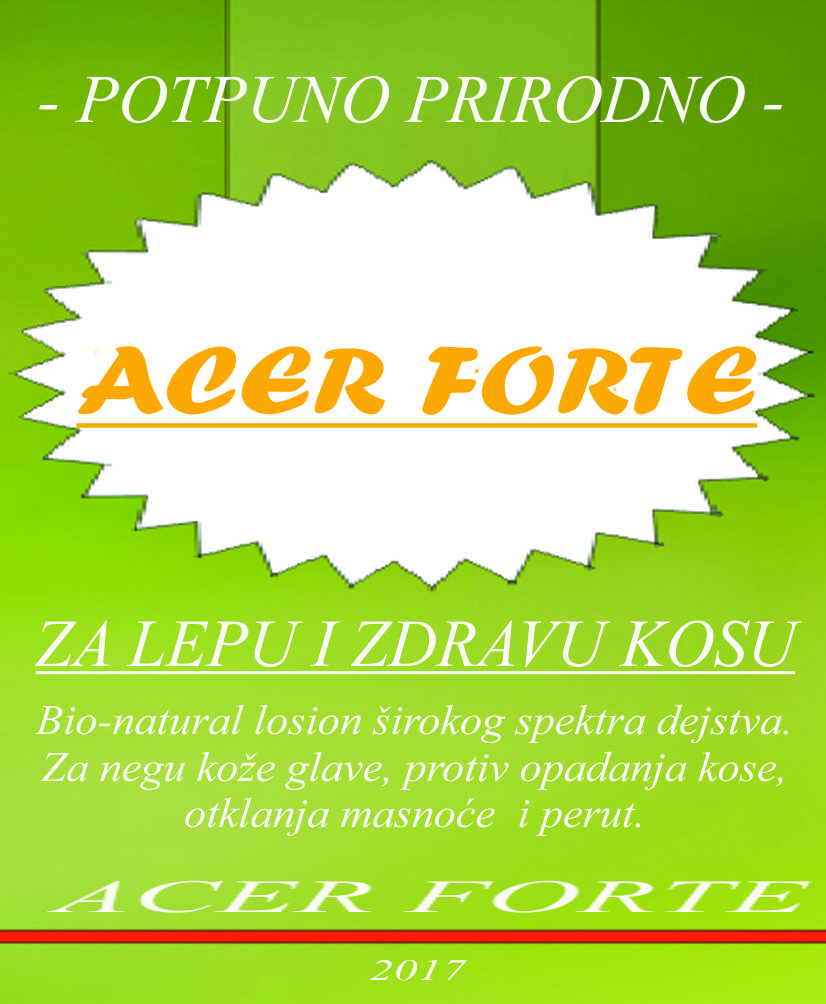 - POTPUNO PRIRODNO -
ACER FORTE
ZA LEPU I ZDRAVU KOSU
Bio-natural losion širokog spektra dejstva.
Za negu kože glave, protiv opadanja kose,
otklanja masnoće i perut.
ACER FORTE
2017